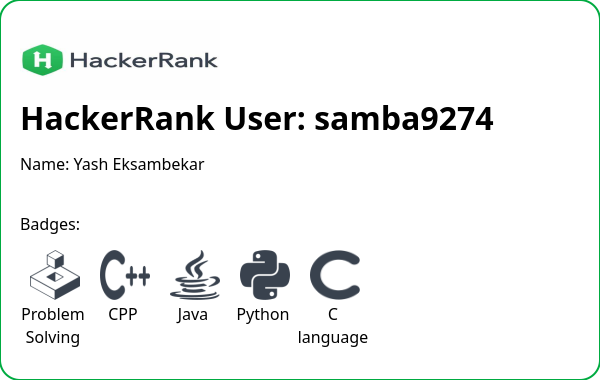 HackerRank
HackerRank User: samba9274
Name: Yash Eksambekar
Badges:
Problem Solving
CPP
Java
Python
C language